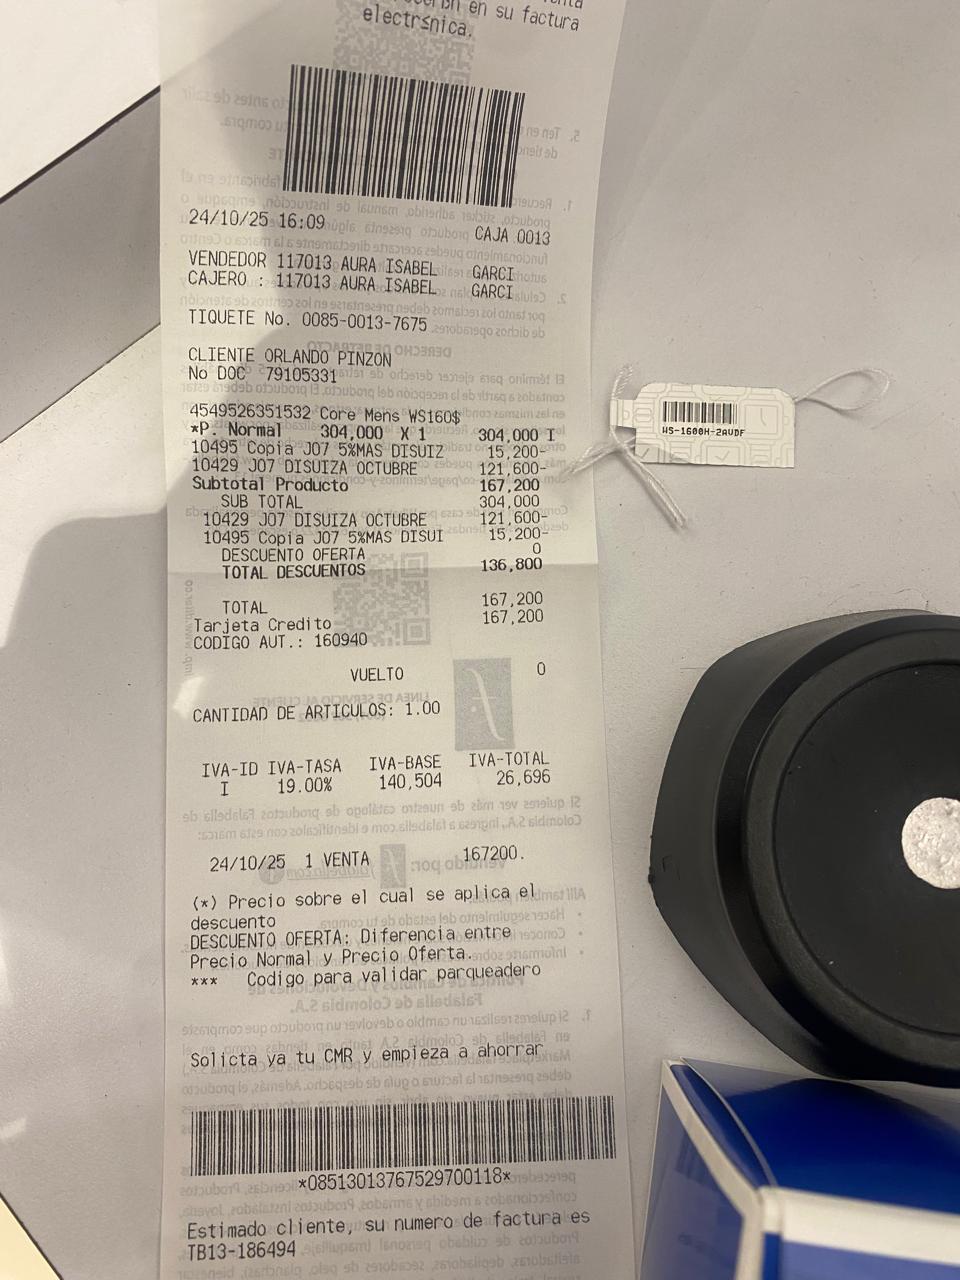 en su factura
electrsnica.
24/10/25 16:09 CAJA 0013
VENDEDOR 117013 AURA ISABEL GARCI
CAJERO : 117013 AURA ISABEL GARCI
TIQUETE No. 0085-0013-7675
CLIENTE ORLANDO PINZON
No DOC 79105331
4549526351532 Core Mens WS160$
*P. Normal 304,000 X 1 304,000 I
10495 Copia J07 5%MAS DISUIZ 15,200-
10429 J07 DISUIZA OCTUBRE 121,600-
Subtotal Producto 167,200
SUB TOTAL 304,000
10429 J07 DISUIZA OCTUBRE 121,600-
10495 Copia J07 5%MAS DISUI 15,200-
DESCUENTO OFERTA 0
TOTAL DESCUENTOS 136,800
TOTAL 167,200
Tarjeta Credito 167,200
CODIGO AUT.: 160940
VUELTO 0
CANTIDAD DE ARTICULOS: 1.00
IVA-ID IVA-TASA IVA-BASE IVA-TOTAL
I 19.00% 140,504 26,696
24/10/25 1 VENTA 167200.
(*) Precio sobre el cual se aplica el
descuento
DESCUENTO OFERTA: Diferencia entre
Precio Normal y Precio Oferta.
*** Codigo para validar parqueadero
Solicta ya tu CMR y empieza a ahorrar
*08513013767529700118*
Estimado cliente, su numero de factura es
TB13-186494
WS-1600H-2AVDF